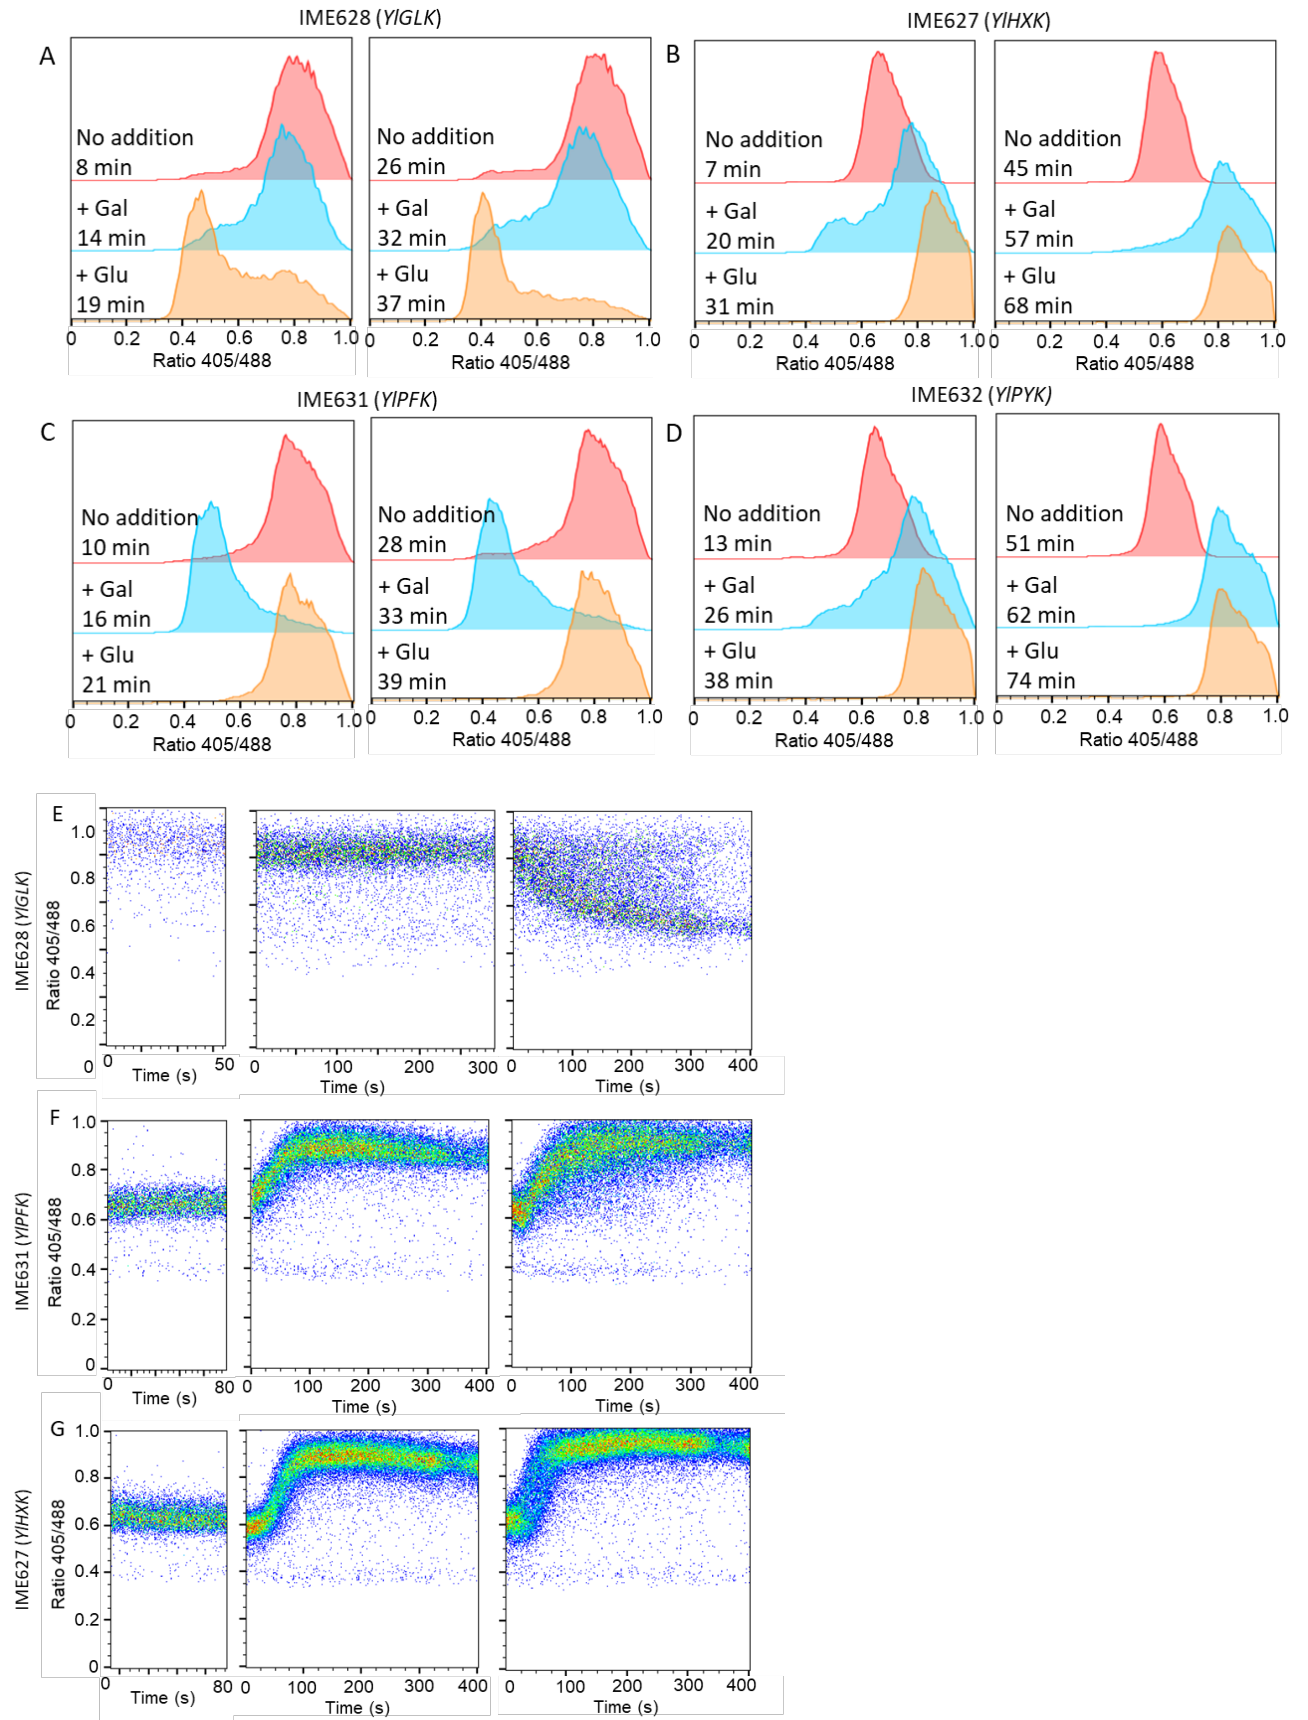 IME628 (YlGLK)
A
No addition
8 min
+ Gal
14 min
+ Glu
19 min
0 0.2 0.4 0.6 0.8 1.0
Ratio 405/488
No addition
26 min
+ Gal
32 min
+ Glu
37 min
0 0.2 0.4 0.6 0.8 1.0
Ratio 405/488
IME627 (YlHXK)
B
No addition
7 min
+ Gal
20 min
+ Glu
31 min
0 0.2 0.4 0.6 0.8 1.0
Ratio 405/488
No addition
45 min
+ Gal
57 min
+ Glu
68 min
0 0.2 0.4 0.6 0.8 1.0
Ratio 405/488
IME631 (YlPFK)
C
No addition
10 min
+ Gal
16 min
+ Glu
21 min
0 0.2 0.4 0.6 0.8 1.0
Ratio 405/488
No addition
28 min
+ Gal
33 min
+ Glu
39 min
0 0.2 0.4 0.6 0.8 1.0
Ratio 405/488
IME632 (YlPYK)
D
No addition
13 min
+ Gal
26 min
+ Glu
38 min
0 0.2 0.4 0.6 0.8 1.0
Ratio 405/488
No addition
51 min
+ Gal
62 min
+ Glu
74 min
0 0.2 0.4 0.6 0.8 1.0
Ratio 405/488
E
IME628 (YlGLK)
Ratio 405/488
1.0
0.8
0.6
0.4
0.2
0
0 50
Time (s)
0 100 200 300
Time (s)
0 100 200 300 400
Time (s)
F
IME631 (YlPFK)
Ratio 405/488
1.0
0.8
0.6
0.4
0.2
0
0 80
Time (s)
0 100 200 300 400
Time (s)
0 100 200 300 400
Time (s)
G
IME627 (YlHXK)
Ratio 405/488
1.0
0.8
0.6
0.4
0.2
0
0 80
Time (s)
0 100 200 300 400
Time (s)
0 100 200 300 400
Time (s)